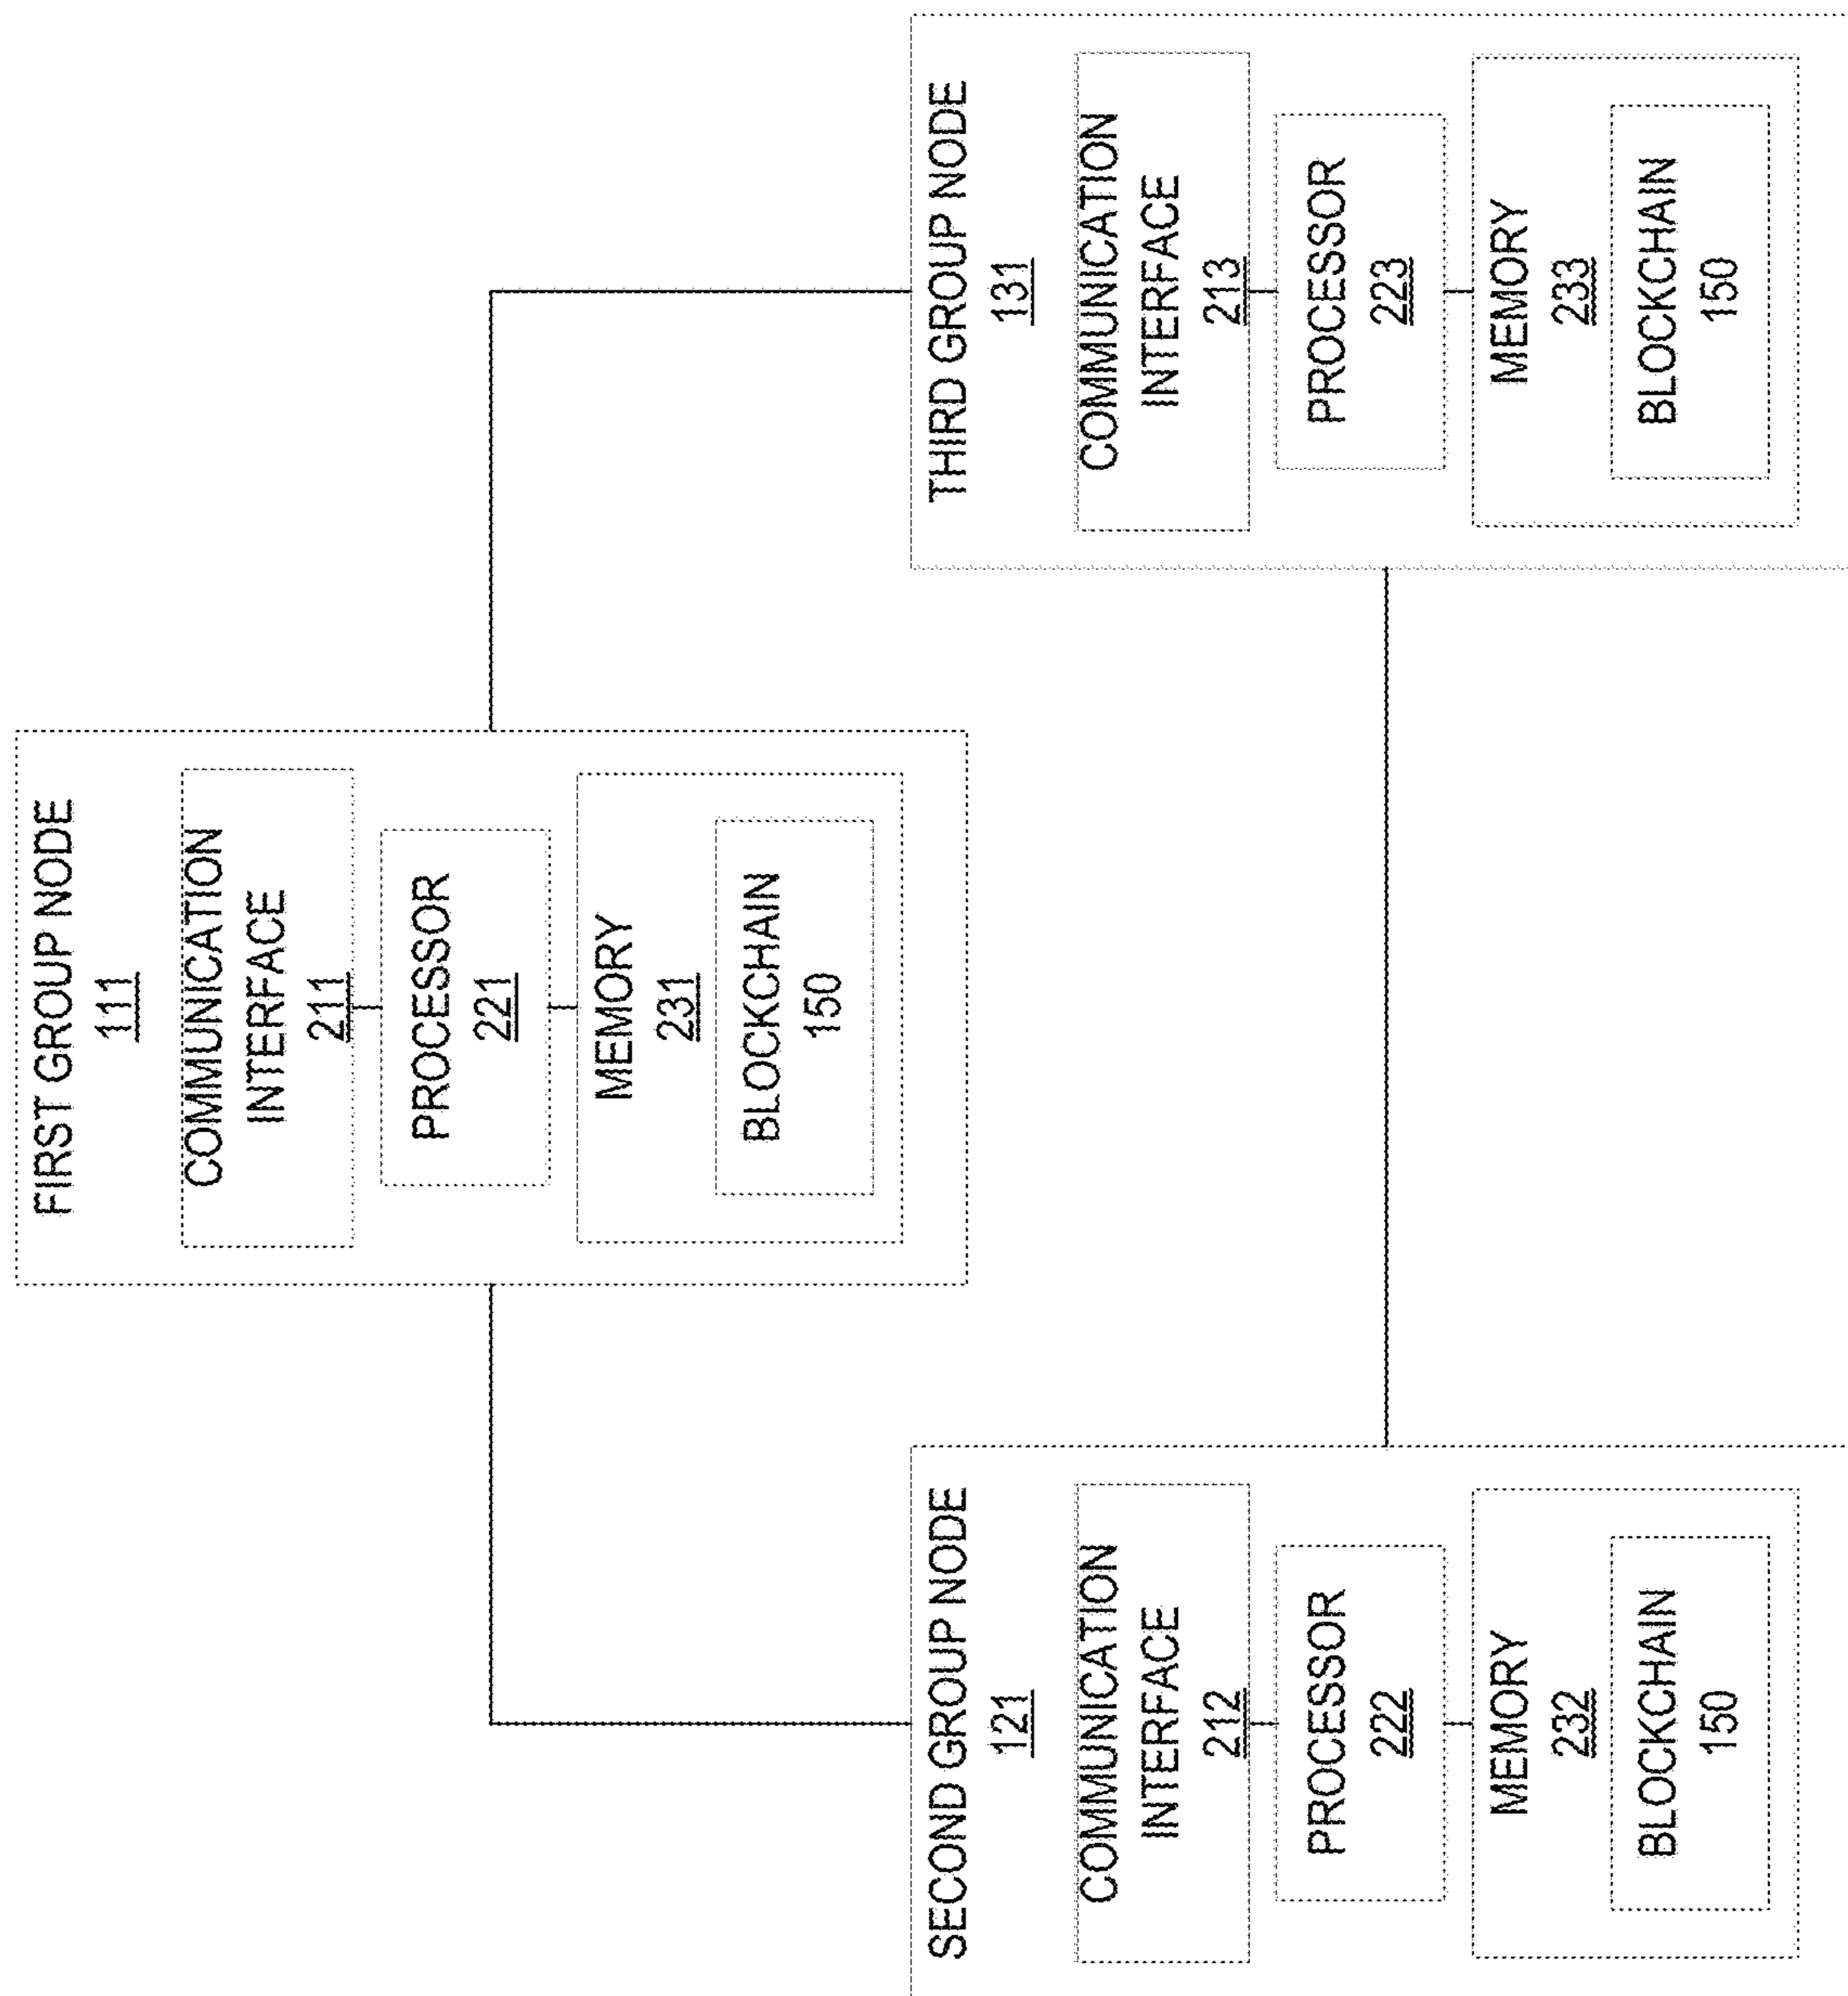 FIRST GROUP NODE
111
COMMUNICATION
INTERFACE
211
PROCESSOR
221
MEMORY
231
BLOCKCHAIN
150
SECOND GROUP NODE
121
COMMUNICATION
INTERFACE
212
PROCESSOR
222
MEMORY
232
BLOCKCHAIN
150
THIRD GROUP NODE
131
COMMUNICATION
INTERFACE
213
PROCESSOR
223
MEMORY
233
BLOCKCHAIN
150